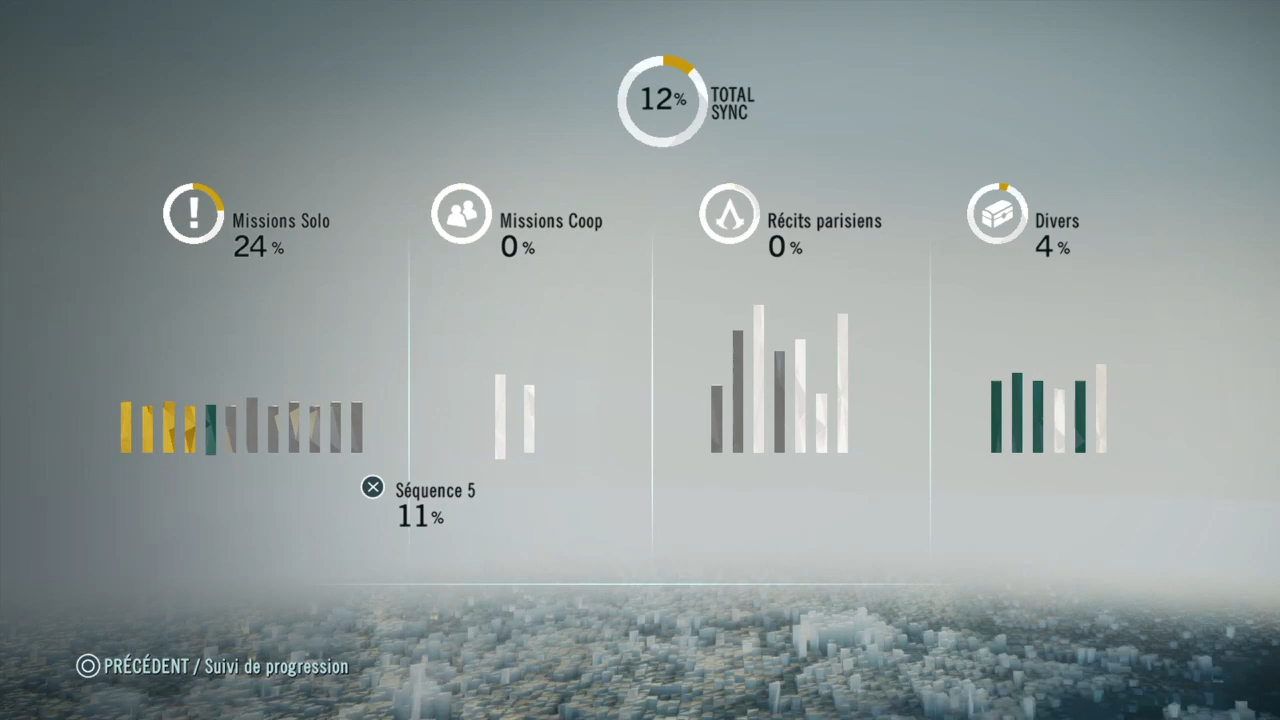 12%
TOTAL
SYNC
Missions Solo
24 %
Missions Coop
0 %
Récits parisiens
0 %
Divers
4 %
Séquence 5
11%
PRÉCÉDENT / Suivi de progression